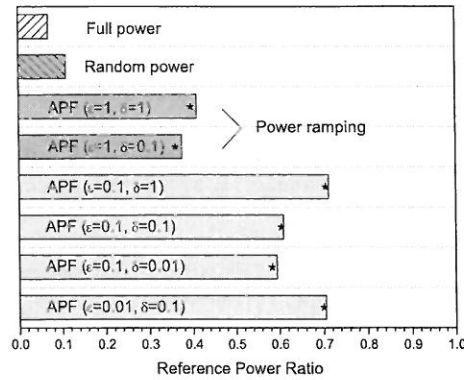 Full power
Random power
APF (ε=1, δ=1)
Power ramping
APF (ε=1, δ=0.1)
APF (ε=0.1, δ=1)
APF (ε=0.1, δ=0.1)
APF (ε=0.1, δ=0.01)
APF (ε=0.01, δ=0.1)
0.0 0.1 0.2 0.3 0.4 0.5 0.6 0.7 0.8 0.9 1.0
Reference Power Ratio